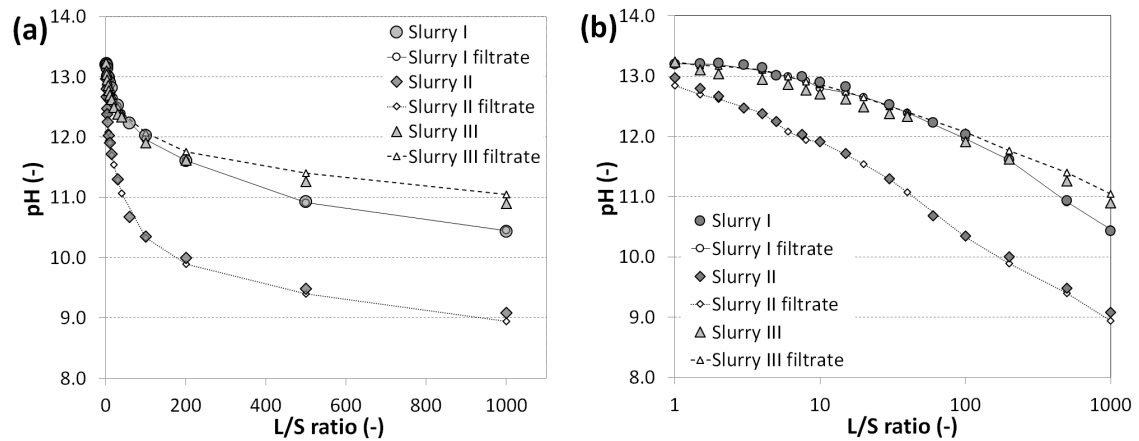 (a)
14.0
13.0
12.0
11.0
10.0
9.0
8.0
pH (-)
0
200
400
600
800
1000
L/S ratio (-)
Slurry I
Slurry I filtrate
Slurry II
Slurry II filtrate
Slurry III
Slurry III filtrate
(b)
14.0
13.0
12.0
11.0
10.0
9.0
8.0
pH (-)
1
10
100
1000
L/S ratio (-)
Slurry I
Slurry I filtrate
Slurry II
Slurry II filtrate
Slurry III
Slurry III filtrate